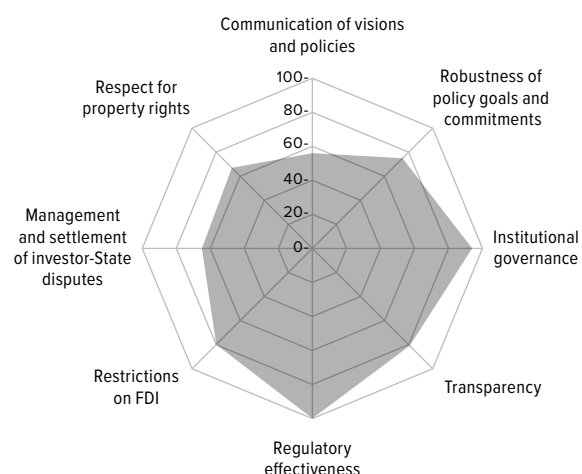 Communication of visions
and policies
Robustness of
policy goals and
commitments
Respect for
property rights
100-
80-
60-
40-
20-
0-
Management
and settlement
of investor-State
disputes
Institutional
governance
Restrictions
on FDI
Transparency
Regulatory
effectiveness